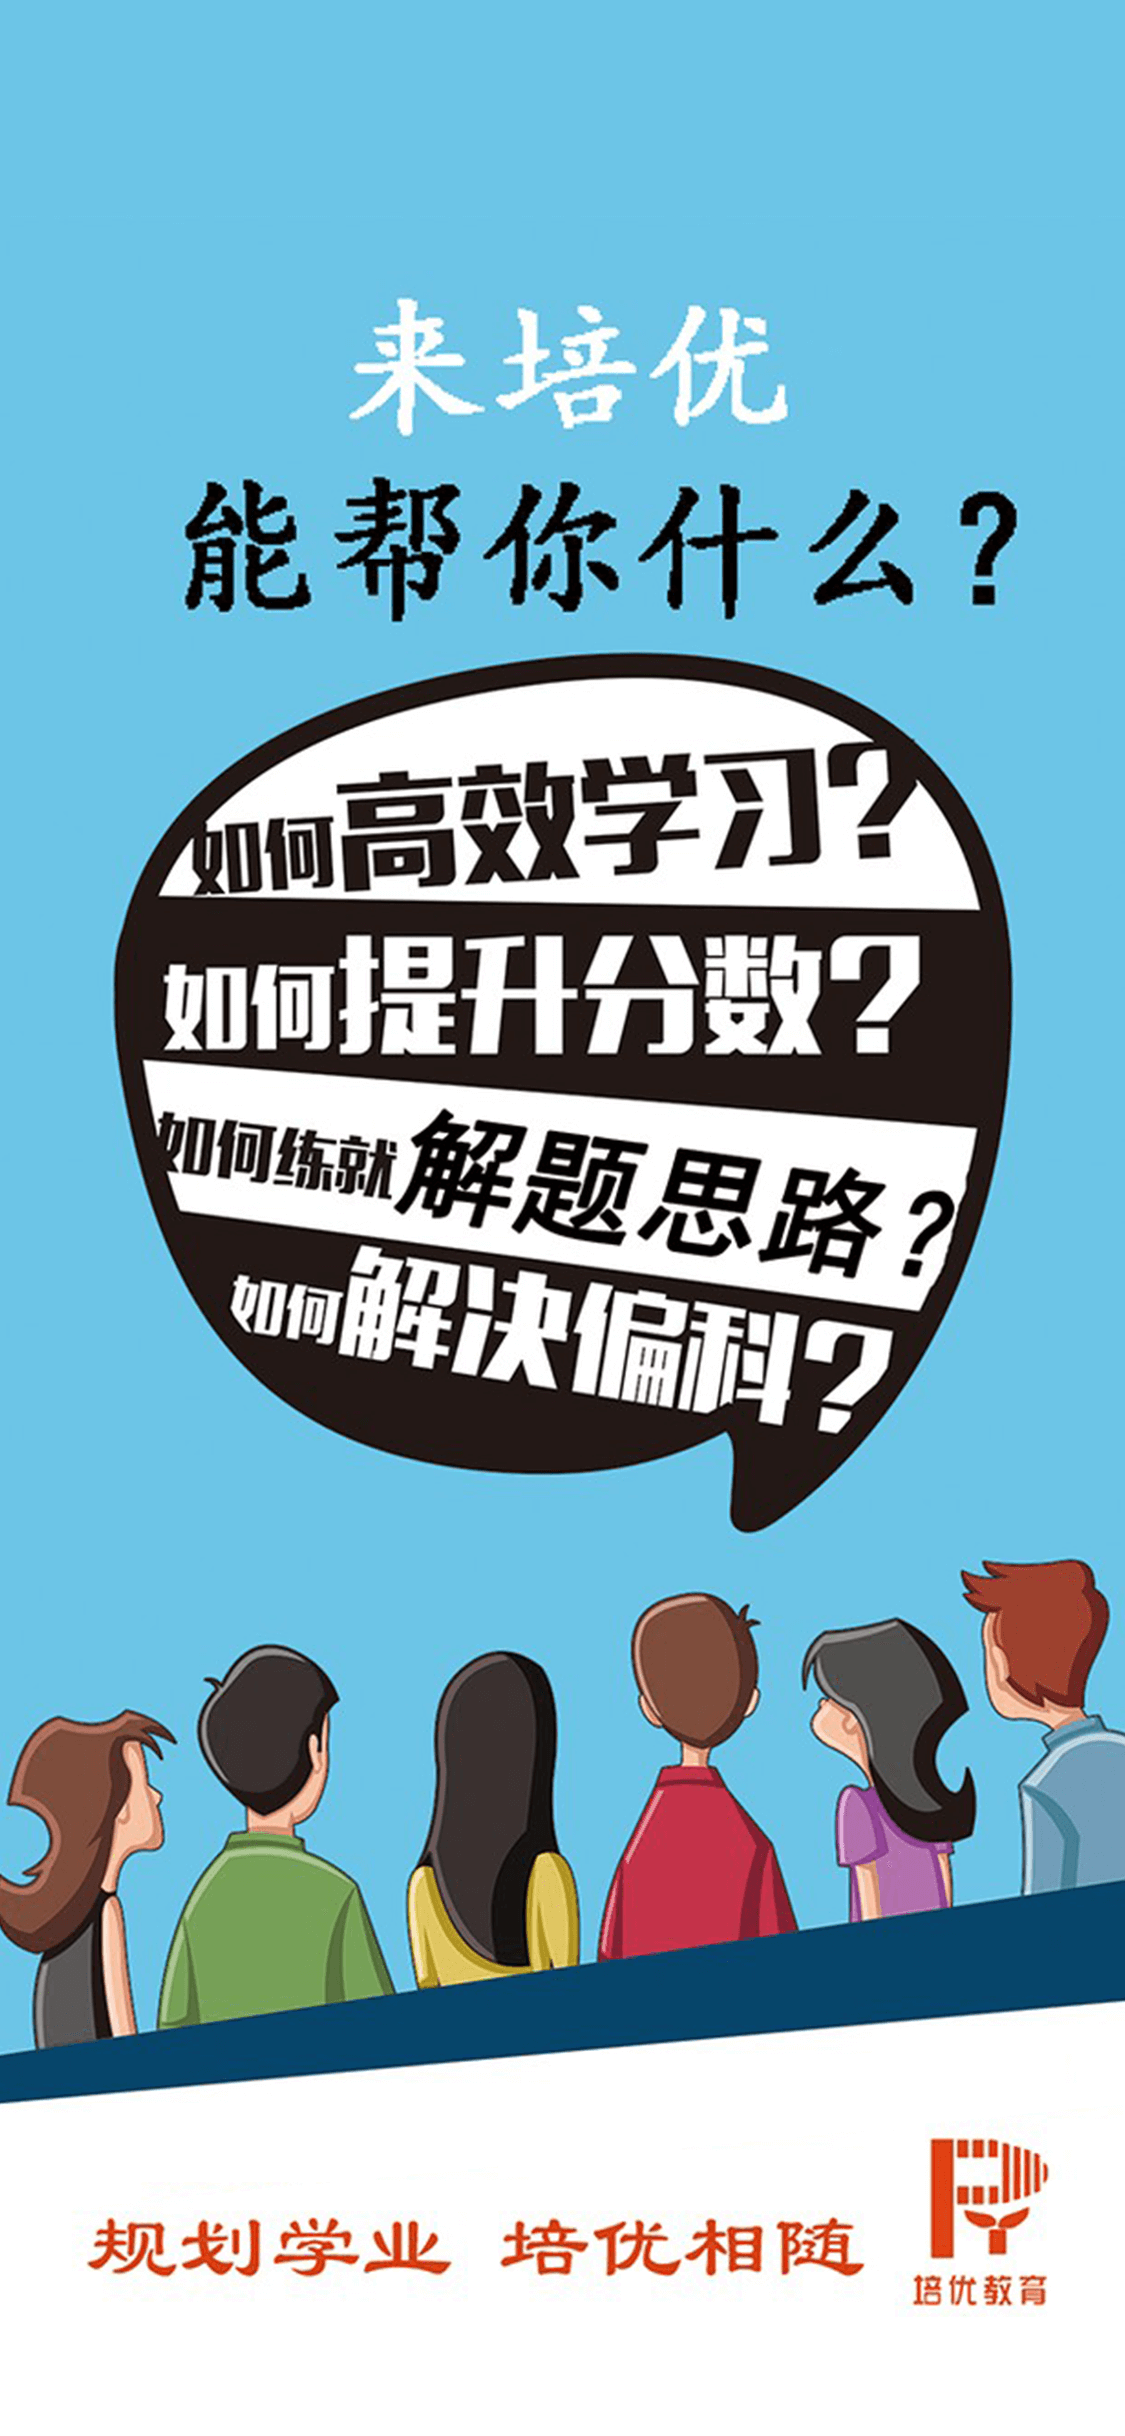 来培优
能帮你什么？
如何高效学习？
如何提升分数？
如何练就解题思路？
如何解决偏科？
规划学业 培优相随
培优教育